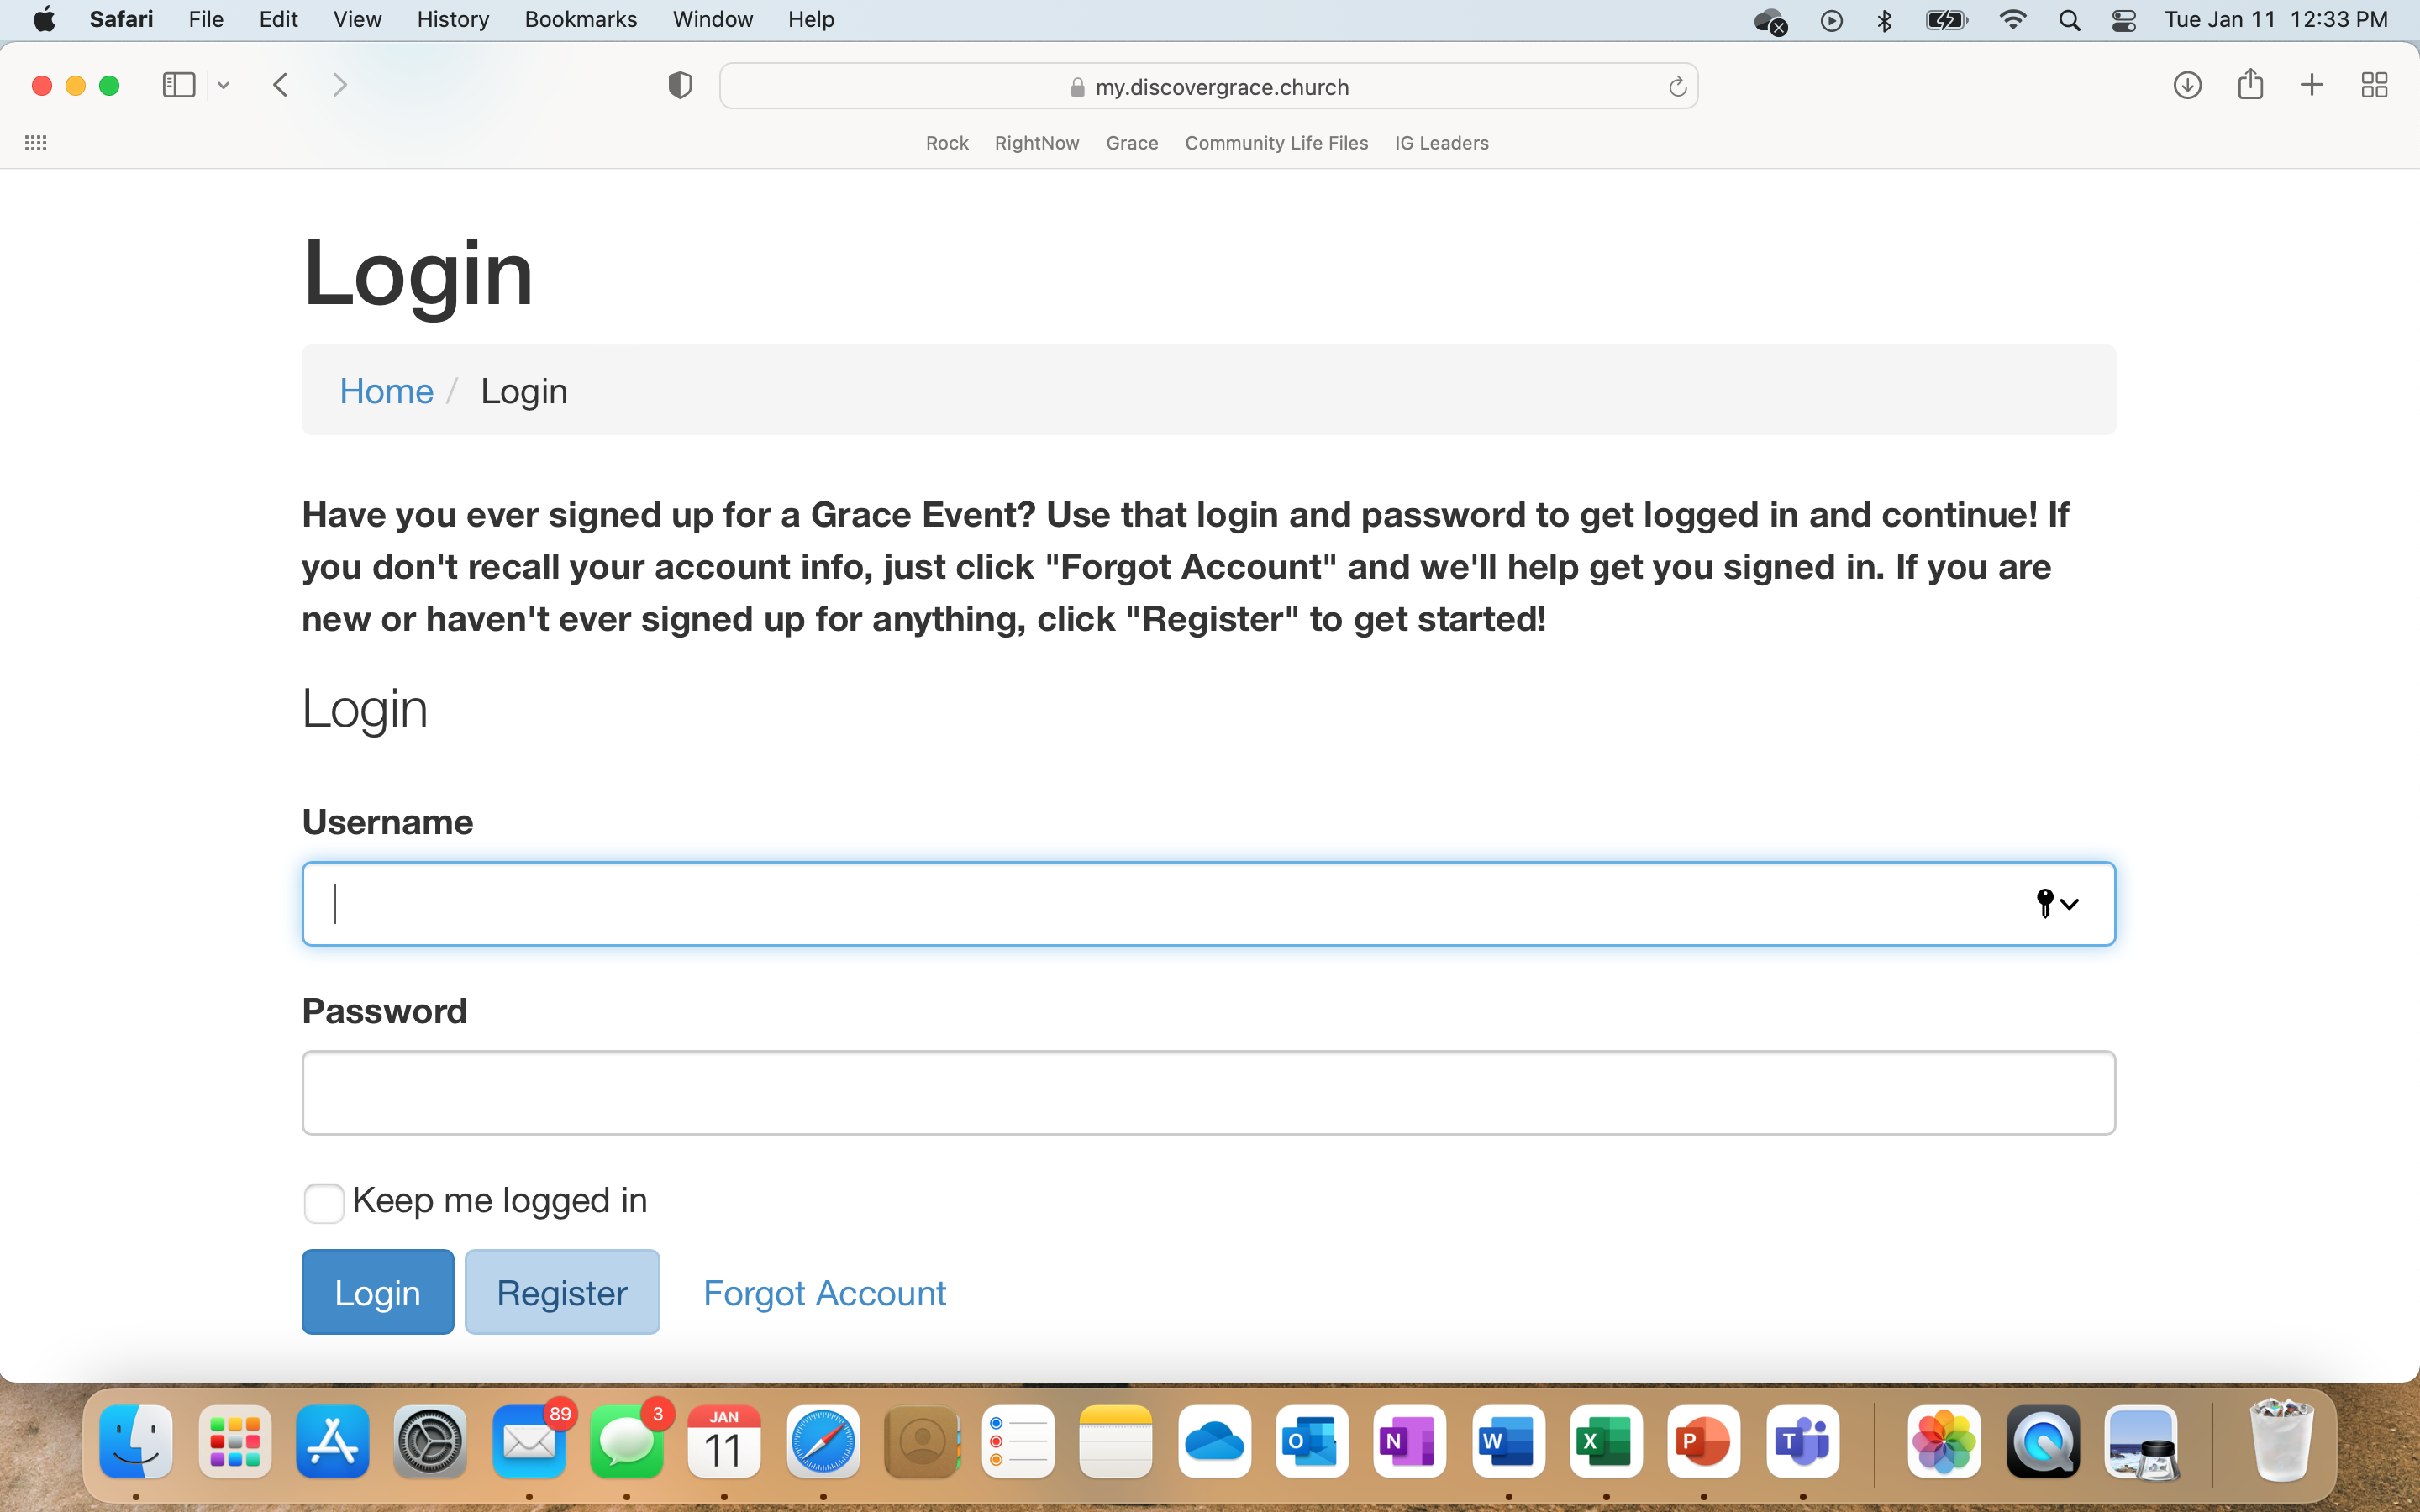 Safari File Edit View History Bookmarks Window Help Tue Jan 11 12:33 PM
my.discovergrace.church
Rock RightNow Grace Community Life Files IG Leaders
Login
Home / Login
Have you ever signed up for a Grace Event? Use that login and password to get logged in and continue! If
you don't recall your account info, just click "Forgot Account" and we'll help get you signed in. If you are
new or haven't ever signed up for anything, click "Register" to get started!
Login
Username
Password
Keep me logged in
Login Register Forgot Account
89 3 JAN
11 O N W X P T